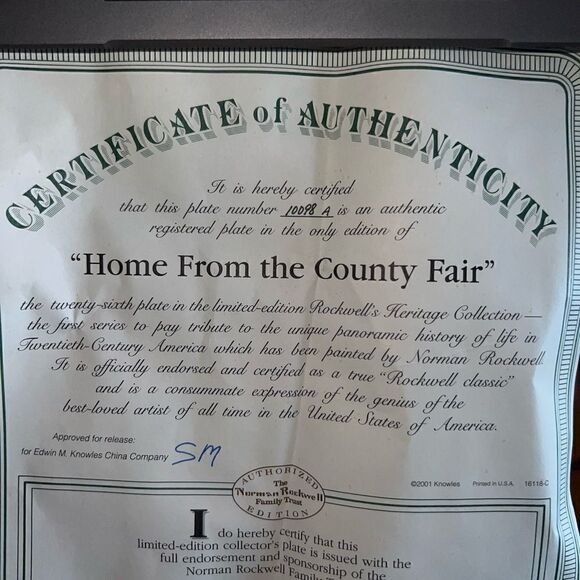 CERTIFICATE of AUTHENTICITY
It is hereby certified
that this plate number 10098 A is an authentic
registered plate in the only edition of
"Home From the County Fair"
the twenty-sixth plate in the limited-edition Rockwell's Heritage Collection —
the first series to pay tribute to the unique panoramic history of life in
Twentieth-Century America which has been painted by Norman Rockwell.
It is officially endorsed and certified as a true "Rockwell classic"
and is a consummate expression of the genius of the
best-loved artist of all time in the United States of America.
Approved for release:
for Edwin M. Knowles China Company SM
©2001 Knowles Printed in U.S.A. 16118-C
AUTHORIZED
The
Norman Rockwell
Family Trust
EDITION
I do hereby certify that this
limited-edition collector's plate is issued with the
full endorsement and sponsorship of the
Norman Rockwell Family